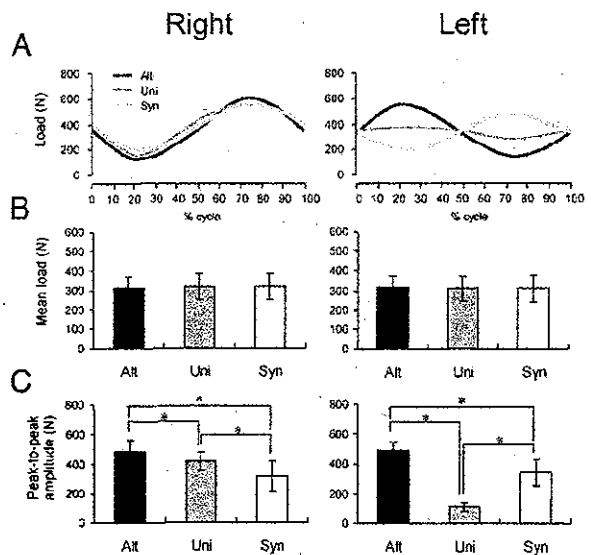 Right Left
A
Load (N)
800
600
400
200
0
Alt
Uni
Syn
0 10 20 30 40 50 60 70 80 90 100
% cycle
800
600
400
200
0
0 10 20 30 40 50 60 70 80 90 100
% cycle
B
Mean load (N)
600
500
400
300
200
100
0
Alt Uni Syn
600
500
400
300
200
100
0
Alt Uni Syn
C
Peak-to-peak
amplitude (N)
800
600
400
200
0
* * *
Alt Uni Syn
800
600
400
200
0
* * *
Alt Uni Syn